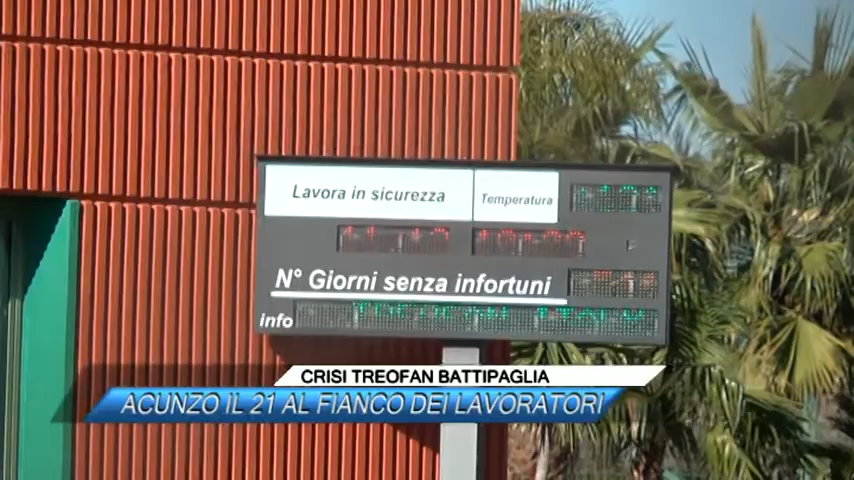 Lavora in sicurezza
Temperatura
N° Giorni senza infortuni
info
CRISI TREOFAN BATTIPAGLIA
ACUNZO IL 21 AL FIANCO DEI LAVORATORI